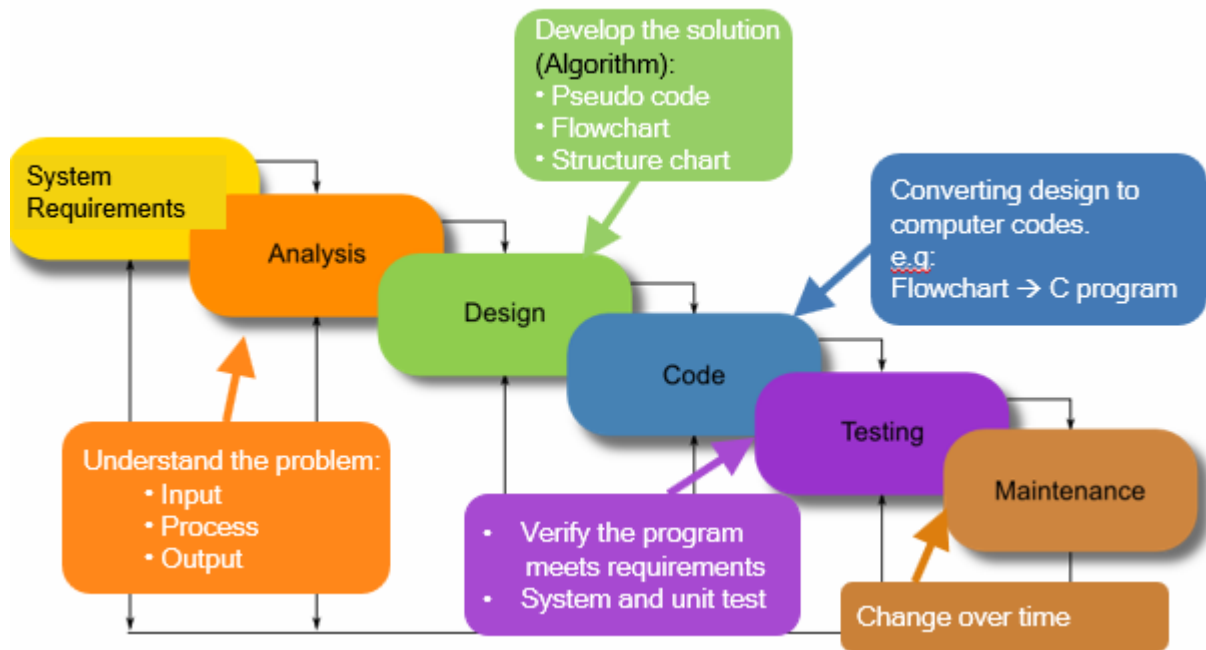 Develop the solution
(Algorithm):
• Pseudo code
• Flowchart
• Structure chart
System
Requirements
Analysis
Converting design to
computer codes.
e.g:
Flowchart → C program
Design
Code
Testing
Understand the problem:
• Input
• Process
• Output
Maintenance
• Verify the program
meets requirements
• System and unit test
Change over time